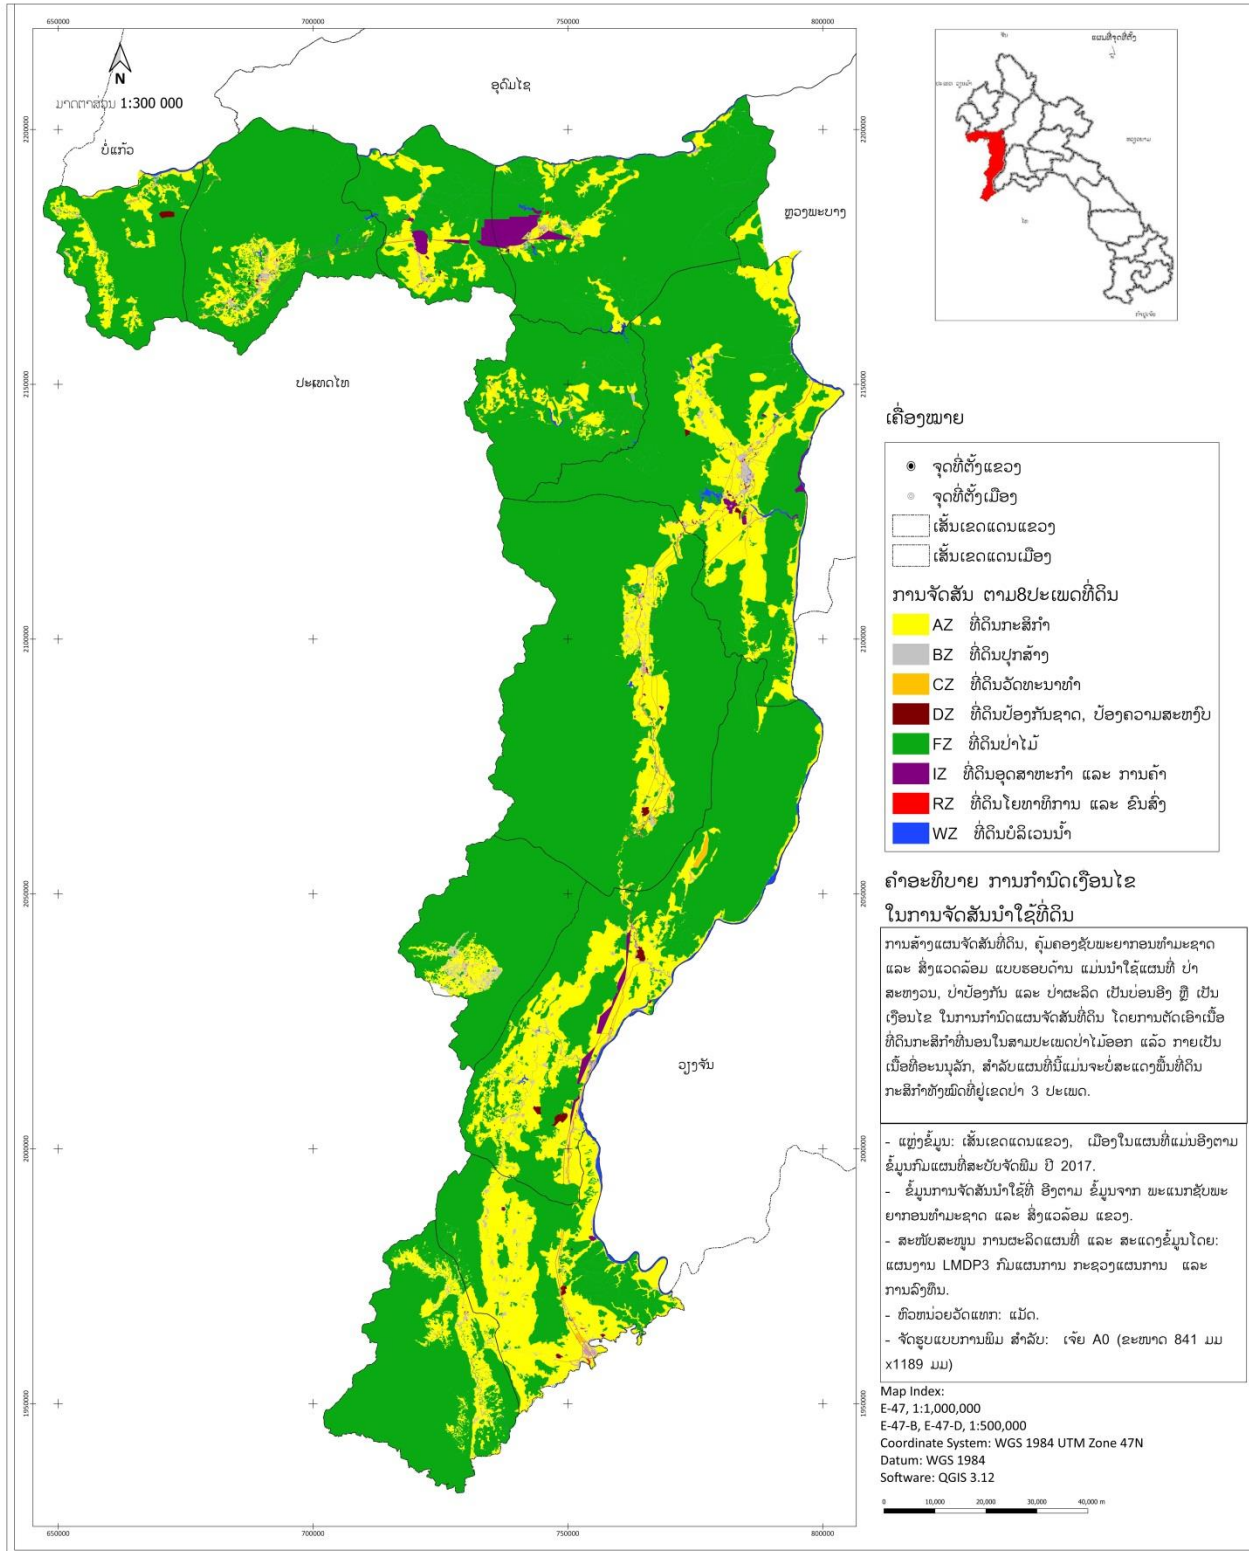 650000
700000
750000
800000
N
ມາດຕາສ່ວນ 1:300 000
ອຸດົມໄຊ
ບໍ່ແກ້ວ
ຫຼວງພະບາງ
ປະເທດໄທ
ວຽງຈັນ
2200000
2150000
2100000
2050000
2000000
1950000
2200000
2150000
2100000
2050000
2000000
1950000
650000
700000
750000
800000
ແຜນທີ່ຈຸດທີ່ຕັ້ງ
ຈີນ
ໄທ
ເຄື່ອງໝາຍ
ຈຸດທີ່ຕັ້ງແຂວງ
ຈຸດທີ່ຕັ້ງເມືອງ
ເສັ້ນເຂດແດນແຂວງ
ເສັ້ນເຂດແດນເມືອງ
ການຈັດສັນ ຕາມ8ປະເພດທີ່ດິນ
AZ ທີ່ດິນກະສິກຳ
BZ ທີ່ດິນປຸກສ້າງ
CZ ທີ່ດິນວັດທະນາທຳ
DZ ທີ່ດິນປ້ອງກັນຊາດ, ປ້ອງຄວາມສະຫງົບ
FZ ທີ່ດິນປ່າໄມ້
IZ ທີ່ດິນອຸດສາຫະກຳ ແລະ ການຄ້າ
RZ ທີ່ດິນໂຍທາທິການ ແລະ ຂົນສົ່ງ
WZ ທີ່ດິນບໍລິເວນນ້ຳ
ຄຳອະທິບາຍ ການກຳນົດເງື່ອນໄຂ
ໃນການຈັດສັນນຳໃຊ້ທີ່ດິນ
ການສ້າງແຜນຈັດສັນທີ່ດິນ, ຄຸ້ມຄອງຊັບພະຍາກອນທຳມະຊາດ
ແລະ ສິ່ງແວດລ້ອມ ແບບຮອບດ້ານ ແມ່ນນຳໃຊ້ແຜນທີ່ ປ່າ
ສະຫງວນ, ປ່າປ້ອງກັນ ແລະ ປ່າຜະລິດ ເປັນບ່ອນອີງ ຫຼື ເປັນ
ເງື່ອນໄຂ ໃນການກຳນົດແຜນຈັດສັນທີ່ດິນ ໂດຍການຕັດເອົາເນື້ອ
ທີ່ດິນກະສິກຳທີ່ນອນໃນສາມປະເພດປ່າໄມ້ອອກ ແລ້ວ ກາຍເປັນ
ເນື້ອທີ່ອະນນຸລັກ, ສຳລັບແຜນທີ່ນີ້ແມ່ນຈະບໍ່ສະແດງພື້ນທີ່ດິນ
ກະສິກຳທັງໝົດທີ່ຢູ່ເຂດປ່າ 3 ປະເພດ.
- ແຫຼ່ງຂໍ້ມູນ: ເສັ້ນເຂດແດນແຂວງ, ເມືອງໃນແຜນທີ່ແມ່ນອີງຕາມ
ຂໍ້ມູນກົມແຜນທີ່ສະບັບຈັດພິມ ປີ 2017.
- ຂໍ້ມູນການຈັດສັນນຳໃຊ້ທີ່ ອີງຕາມ ຂໍ້ມູນຈາກ ພະແນກຊັບພະ
ຍາກອນທຳມະຊາດ ແລະ ສິ່ງແວລ້ອມ ແຂວງ.
- ສະໜັບສະໜູນ ການຜະລິດແຜນທີ່ ແລະ ສະແດງຂໍ້ມູນໂດຍ:
ແຜນງານ LMDP3 ກົມແຜນການ ກະຊວງແຜນການ ແລະ
ການລົງທຶນ.
- ຫົວຫນ່ວຍວັດແທກ: ແມັດ.
- ຈັດຮູບແບບການພິມ ສຳລັບ: ເຈ້ຍ A0 (ຂະໜາດ 841 ມມ
x1189 ມມ)
Map Index:
E-47, 1:1,000,000
E-47-B, E-47-D, 1:500,000
Coordinate System: WGS 1984 UTM Zone 47N
Datum: WGS 1984
Software: QGIS 3.12
0 10,000 20,000 30,000 40,000 m